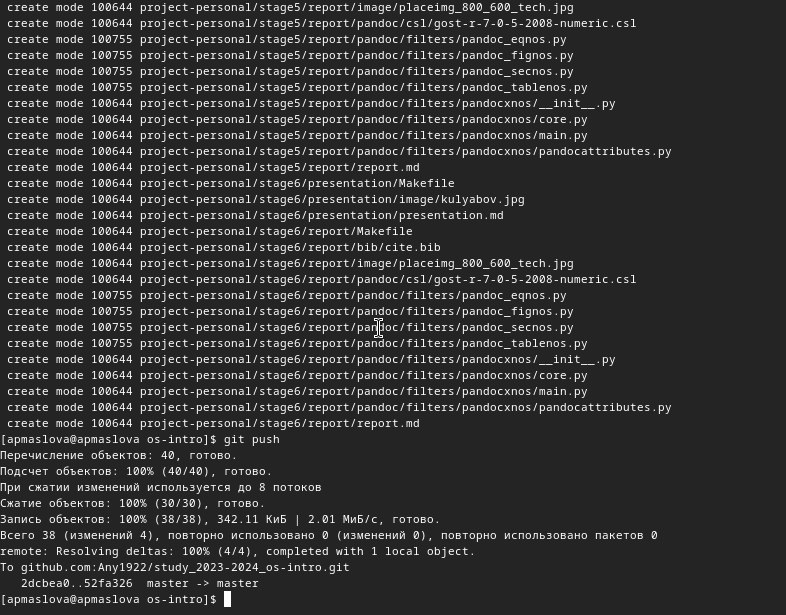 create mode 100644 project-personal/stage5/report/image/placeimg_800_600_tech.jpg
create mode 100644 project-personal/stage5/report/pandoc/csl/gost-r-7-0-5-2008-numeric.csl
create mode 100755 project-personal/stage5/report/pandoc/filters/pandoc_eqnos.py
create mode 100755 project-personal/stage5/report/pandoc/filters/pandoc_fignos.py
create mode 100755 project-personal/stage5/report/pandoc/filters/pandoc_secnos.py
create mode 100755 project-personal/stage5/report/pandoc/filters/pandoc_tablenos.py
create mode 100644 project-personal/stage5/report/pandoc/filters/pandocxnos/__init__.py
create mode 100644 project-personal/stage5/report/pandoc/filters/pandocxnos/core.py
create mode 100644 project-personal/stage5/report/pandoc/filters/pandocxnos/main.py
create mode 100644 project-personal/stage5/report/pandoc/filters/pandocxnos/pandocattributes.py
create mode 100644 project-personal/stage5/report/report.md
create mode 100644 project-personal/stage6/presentation/Makefile
create mode 100644 project-personal/stage6/presentation/image/kulyabov.jpg
create mode 100644 project-personal/stage6/presentation/presentation.md
create mode 100644 project-personal/stage6/report/Makefile
create mode 100644 project-personal/stage6/report/bib/cite.bib
create mode 100644 project-personal/stage6/report/image/placeimg_800_600_tech.jpg
create mode 100644 project-personal/stage6/report/pandoc/csl/gost-r-7-0-5-2008-numeric.csl
create mode 100755 project-personal/stage6/report/pandoc/filters/pandoc_eqnos.py
create mode 100755 project-personal/stage6/report/pandoc/filters/pandoc_fignos.py
create mode 100755 project-personal/stage6/report/pandoc/filters/pandoc_secnos.py
create mode 100755 project-personal/stage6/report/pandoc/filters/pandoc_tablenos.py
create mode 100644 project-personal/stage6/report/pandoc/filters/pandocxnos/__init__.py
create mode 100644 project-personal/stage6/report/pandoc/filters/pandocxnos/core.py
create mode 100644 project-personal/stage6/report/pandoc/filters/pandocxnos/main.py
create mode 100644 project-personal/stage6/report/pandoc/filters/pandocxnos/pandocattributes.py
create mode 100644 project-personal/stage6/report/report.md
[apmaslova@apmaslova os-intro]$ git push
Перечисление объектов: 40, готово.
Подсчет объектов: 100% (40/40), готово.
При сжатии изменений используется до 8 потоков
Сжатие объектов: 100% (30/30), готово.
Запись объектов: 100% (38/38), 342.11 КиБ | 2.01 МиБ/с, готово.
Всего 38 (изменений 4), повторно использовано 0 (изменений 0), повторно использовано пакетов 0
remote: Resolving deltas: 100% (4/4), completed with 1 local object.
To github.com:Any1922/study_2023-2024_os-intro.git
2dcbea0..52fa326  master -> master
[apmaslova@apmaslova os-intro]$